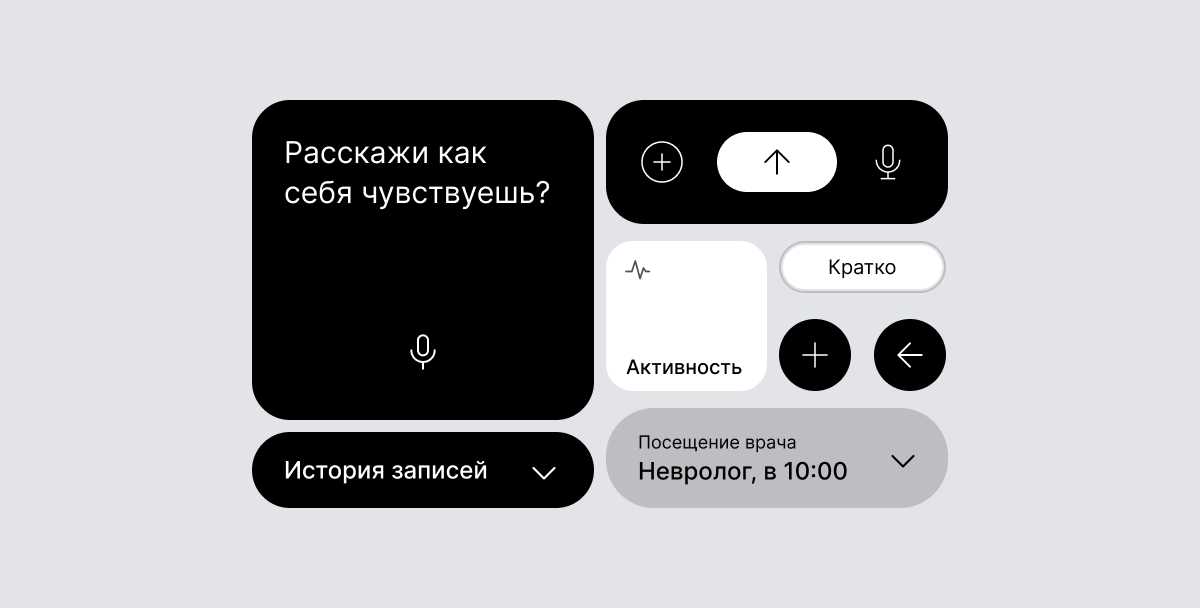 Расскажи как
себя чувствуешь?
История записей
Кратко
Активность
Посещение врача
Невролог, в 10:00